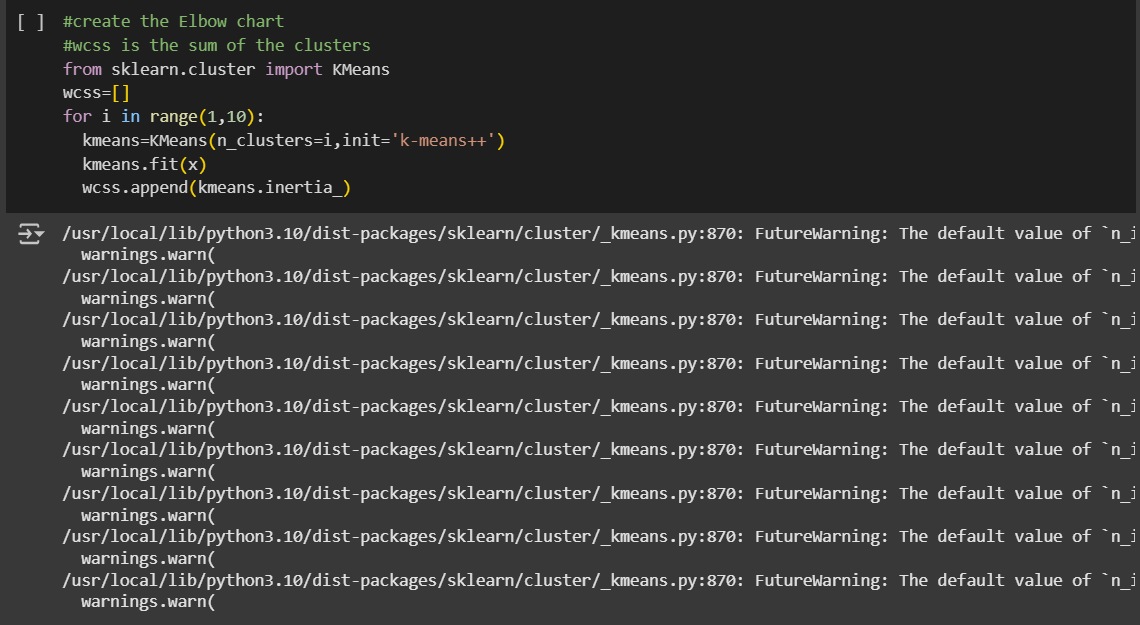 [ ] #create the Elbow chart
#wcss is the sum of the clusters
from sklearn.cluster import KMeans
wcss=[]
for i in range(1,10):
  kmeans=KMeans(n_clusters=i,init='k-means++')
  kmeans.fit(x)
  wcss.append(kmeans.inertia_)
/usr/local/lib/python3.10/dist-packages/sklearn/cluster/_kmeans.py:870: FutureWarning: The default value of `n_i
  warnings.warn(
/usr/local/lib/python3.10/dist-packages/sklearn/cluster/_kmeans.py:870: FutureWarning: The default value of `n_i
  warnings.warn(
/usr/local/lib/python3.10/dist-packages/sklearn/cluster/_kmeans.py:870: FutureWarning: The default value of `n_i
  warnings.warn(
/usr/local/lib/python3.10/dist-packages/sklearn/cluster/_kmeans.py:870: FutureWarning: The default value of `n_i
  warnings.warn(
/usr/local/lib/python3.10/dist-packages/sklearn/cluster/_kmeans.py:870: FutureWarning: The default value of `n_i
  warnings.warn(
/usr/local/lib/python3.10/dist-packages/sklearn/cluster/_kmeans.py:870: FutureWarning: The default value of `n_i
  warnings.warn(
/usr/local/lib/python3.10/dist-packages/sklearn/cluster/_kmeans.py:870: FutureWarning: The default value of `n_i
  warnings.warn(
/usr/local/lib/python3.10/dist-packages/sklearn/cluster/_kmeans.py:870: FutureWarning: The default value of `n_i
  warnings.warn(
/usr/local/lib/python3.10/dist-packages/sklearn/cluster/_kmeans.py:870: FutureWarning: The default value of `n_i
  warnings.warn(